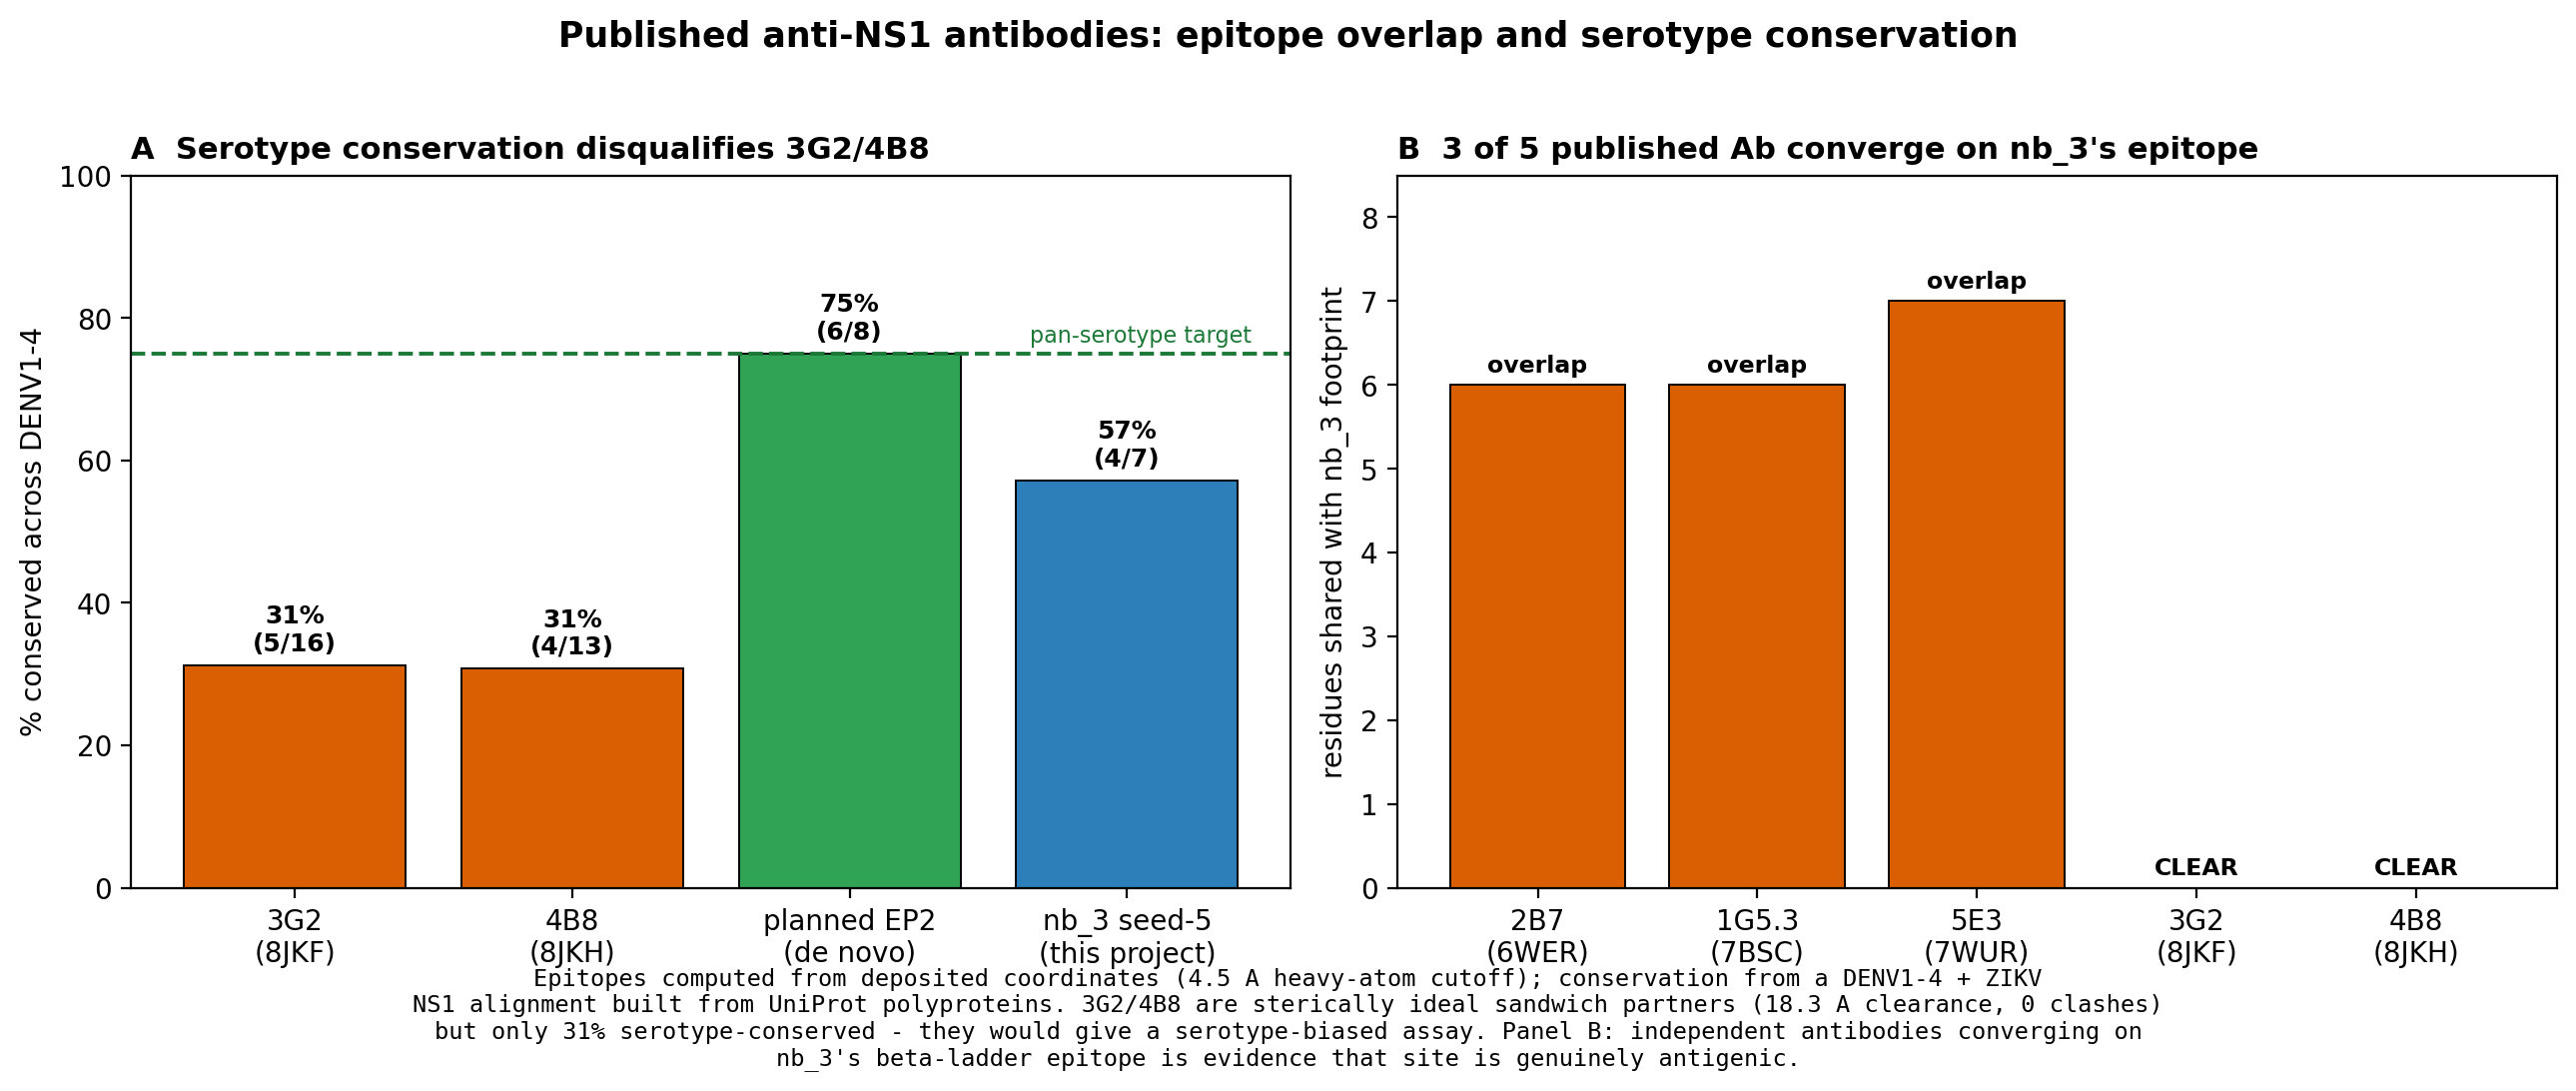 Published anti-NS1 antibodies: epitope overlap and serotype conservation
A  Serotype conservation disqualifies 3G2/4B8
% conserved across DENV1-4
100
80
60
40
20
0
pan-serotype target
31%
(5/16)
31%
(4/13)
75%
(6/8)
57%
(4/7)
3G2
(8JKF)
4B8
(8JKH)
planned EP2
(de novo)
nb_3 seed-5
(this project)
B  3 of 5 published Ab converge on nb_3's epitope
residues shared with nb_3 footprint
8
7
6
5
4
3
2
1
0
overlap
overlap
overlap
CLEAR
CLEAR
2B7
(6WER)
1G5.3
(7BSC)
5E3
(7WUR)
3G2
(8JKF)
4B8
(8JKH)
Epitopes computed from deposited coordinates (4.5 A heavy-atom cutoff); conservation from a DENV1-4 + ZIKV
NS1 alignment built from UniProt polyproteins. 3G2/4B8 are sterically ideal sandwich partners (18.3 A clearance, 0 clashes)
but only 31% serotype-conserved - they would give a serotype-biased assay. Panel B: independent antibodies converging on
nb_3's beta-ladder epitope is evidence that site is genuinely antigenic.